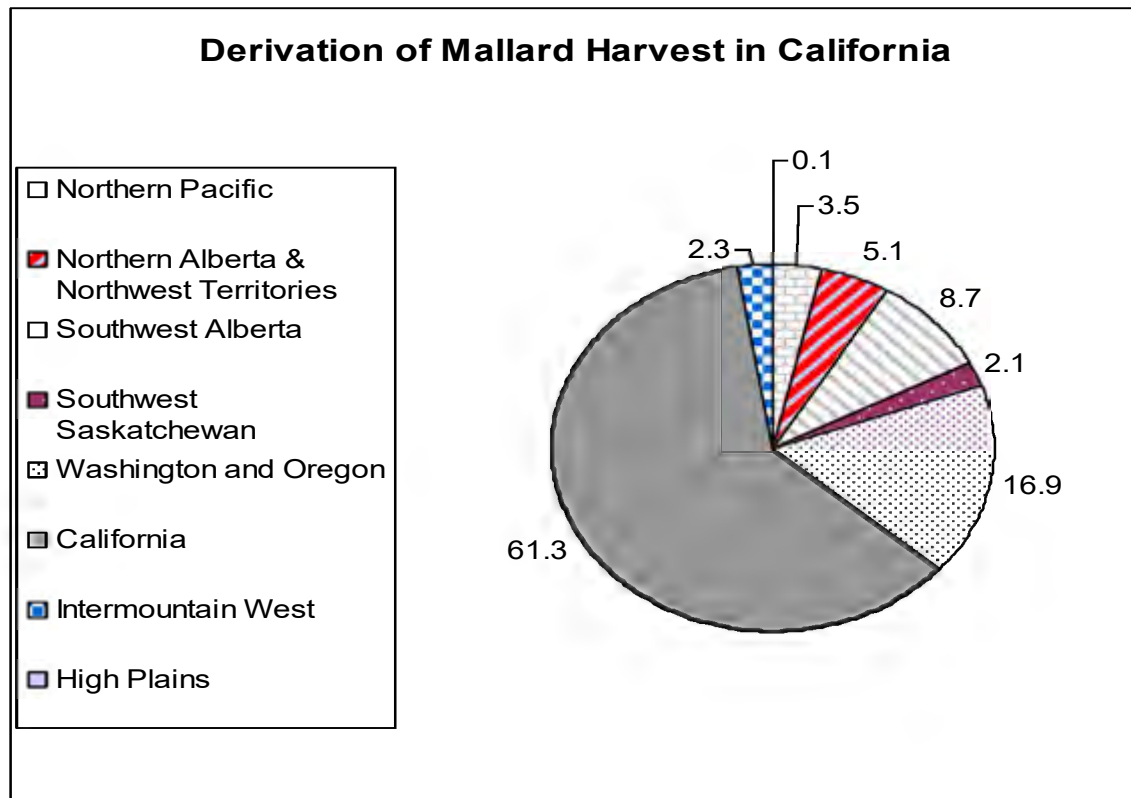 Derivation of Mallard Harvest in California
Northern Pacific
Northern Alberta &
Northwest Territories
Southwest Alberta
Southwest
Saskatchewan
Washington and Oregon
California
Intermountain West
High Plains
0.1
3.5
5.1
8.7
2.1
16.9
61.3
2.3